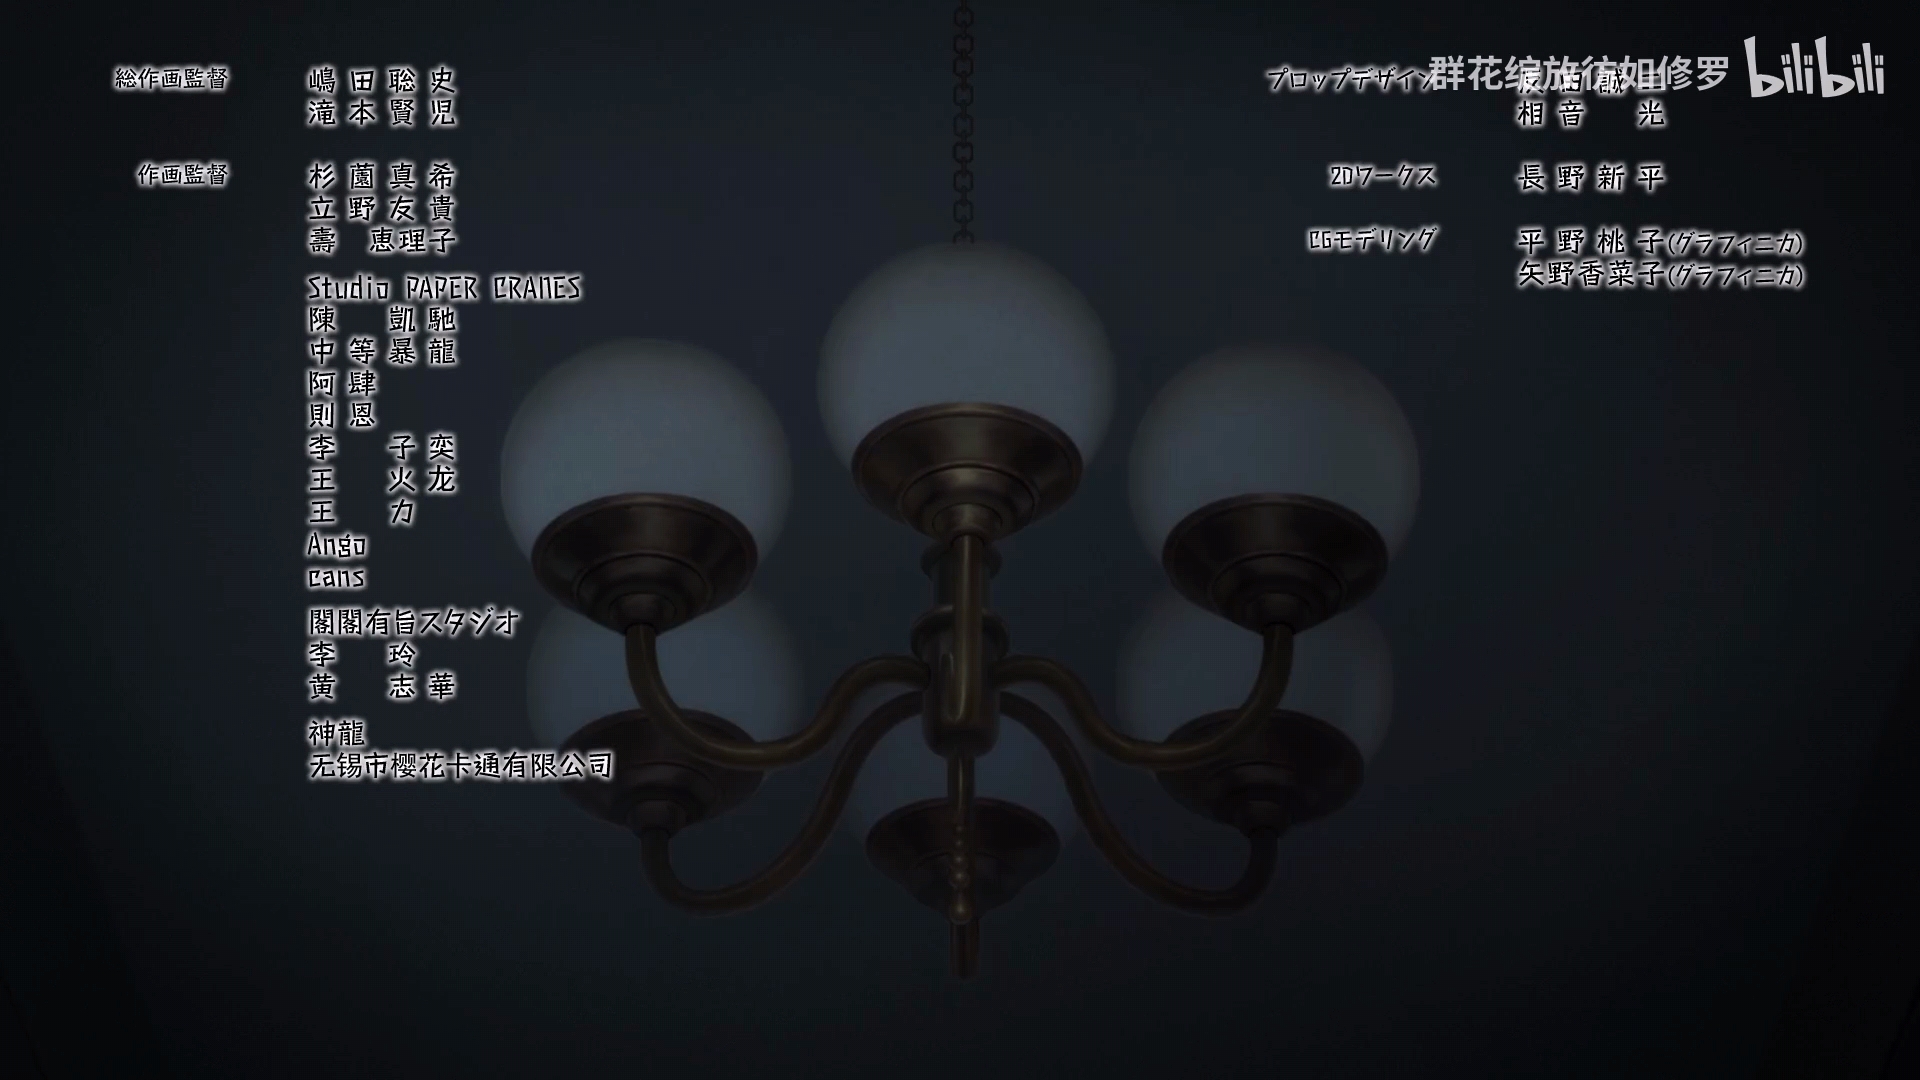 総作画監督
嶋田聡史
滝本賢児
作画監督
杉薗真希
立野友貴
壽 恵理子
Studio PAPER CRANES
陳 凱馳
中等暴龍
阿肆
則恩
李 子奕
王 火龙
王 力
Ango
cans
閣閣有旨スタジオ
李 玲
黄 志華
神龍
无锡市樱花卡通有限公司
群花绽放彷如修罗
bilibili
プロップデザイン
相音 光
2Dワークス
長野新平
CGモデリング
平野桃子(グラフィニカ)
矢野香菜子(グラフィニカ)